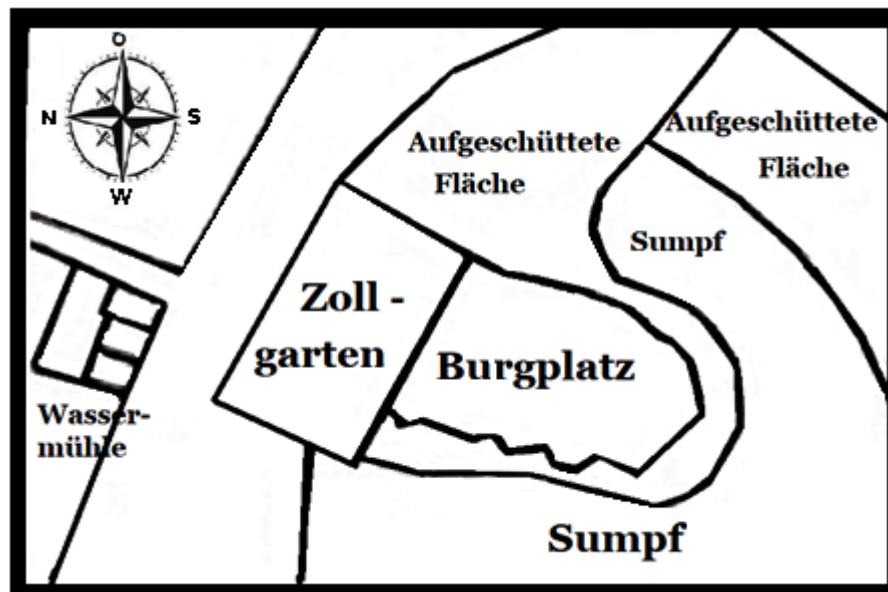 O
N S
W
Aufgeschüttete
Fläche
Aufgeschüttete
Fläche
Sumpf
Zoll -
garten
Burgplatz
Wasser-
mühle
Sumpf